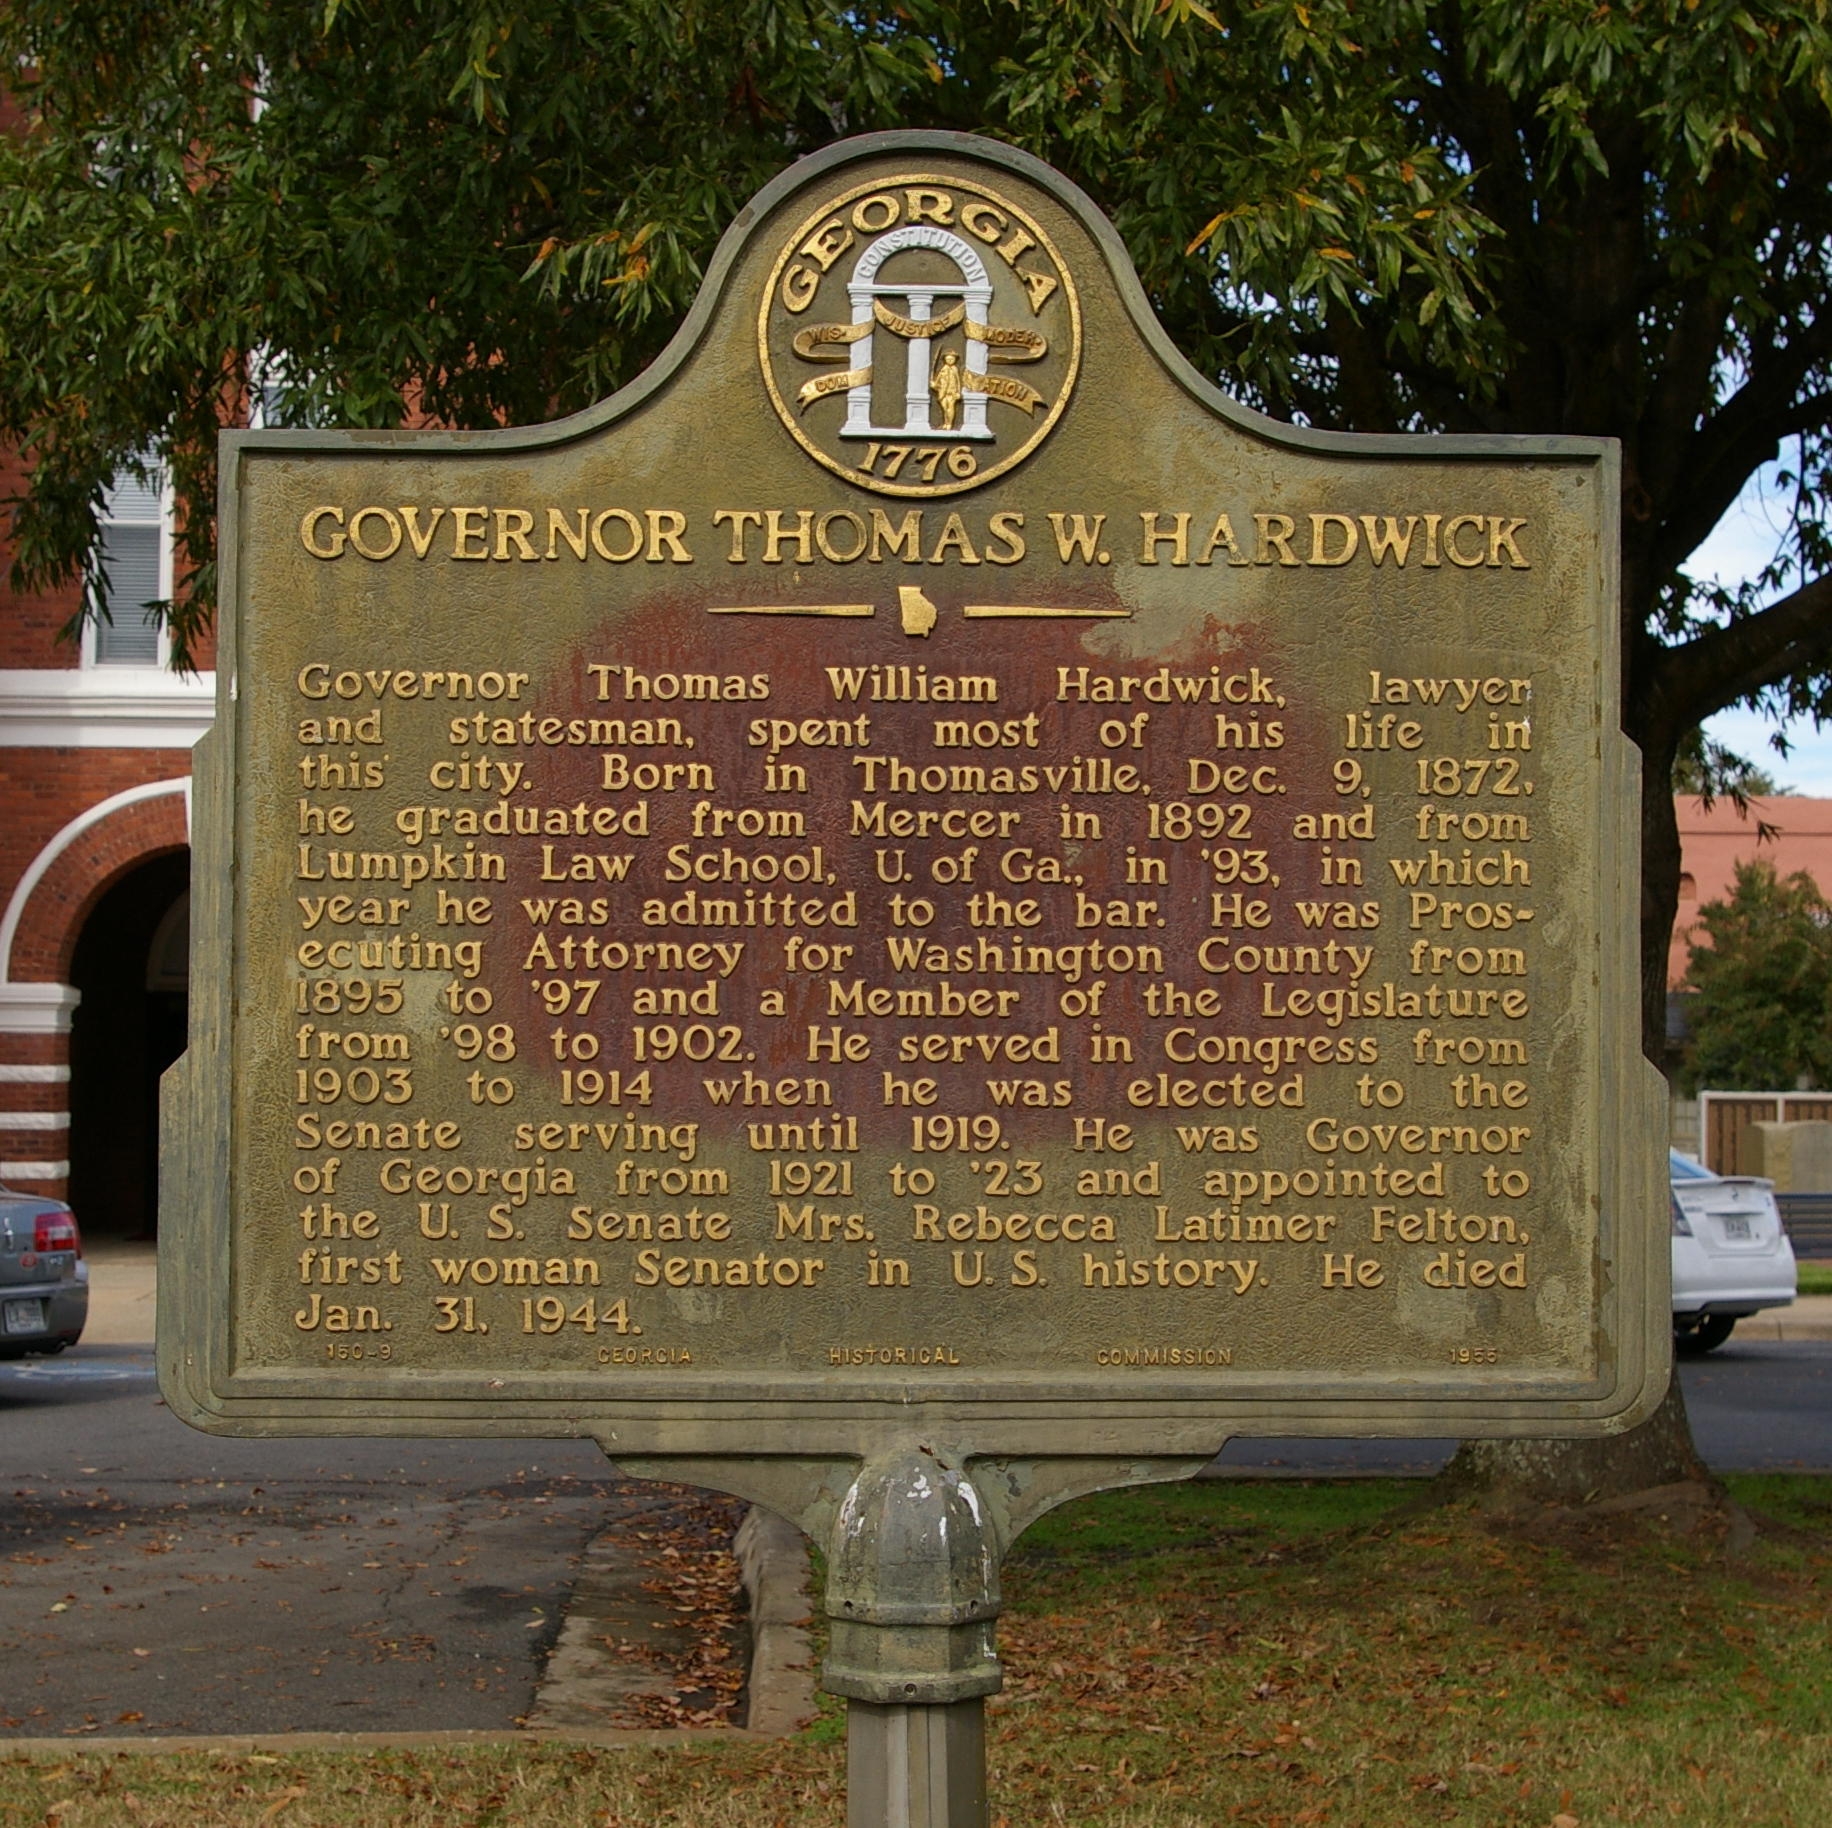 GEORGIA
CONSTITUTION
WIS- JUSTICE MODER-
DOM ATION
1776
GOVERNOR THOMAS W. HARDWICK
Governor Thomas William Hardwick, lawyer
and statesman, spent most of his life in
this city. Born in Thomasville, Dec. 9, 1872,
he graduated from Mercer in 1892 and from
Lumpkin Law School, U. of Ga., in '93, in which
year he was admitted to the bar. He was Pros-
ecuting Attorney for Washington County from
1895 to '97 and a Member of the Legislature
from '98 to 1902. He served in Congress from
1903 to 1914 when he was elected to the
Senate serving until 1919. He was Governor
of Georgia from 1921 to '23 and appointed to
the U. S. Senate Mrs. Rebecca Latimer Felton,
first woman Senator in U. S. history. He died
Jan. 31, 1944.
150-9 GEORGIA HISTORICAL COMMISSION 1955